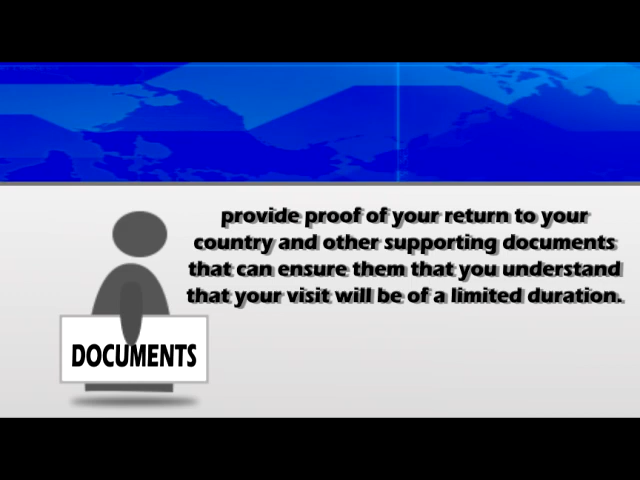 provide proof of your return to your
country and other supporting documents
that can ensure them that you understand
that your visit will be of a limited duration.
DOCUMENTS